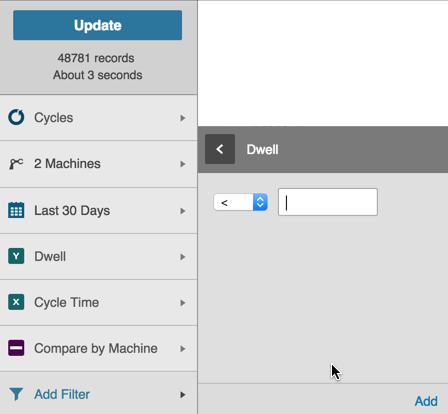 Update
48781 records
About 3 seconds
Cycles
2 Machines
Last 30 Days
Y Dwell
X Cycle Time
Compare by Machine
Add Filter
< Dwell
<
Add